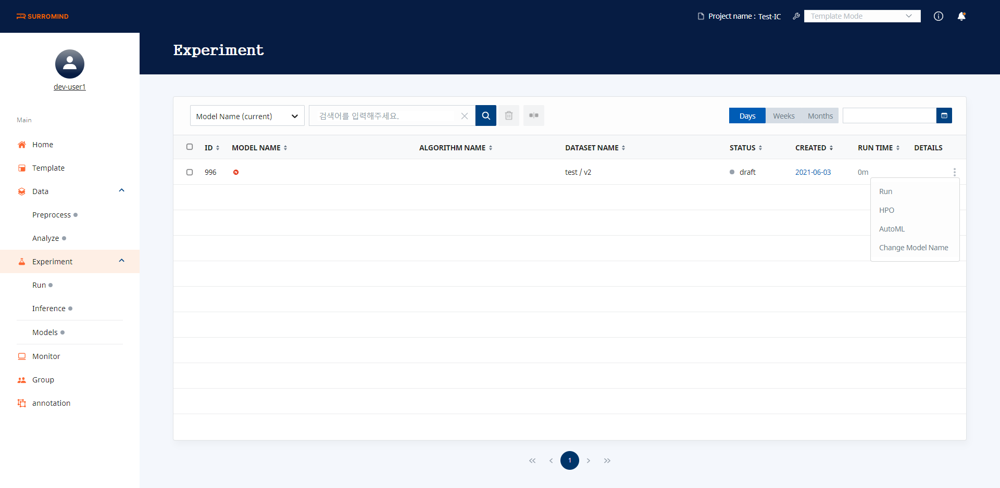 SURROMIND
Project name : Test-IC
Template Mode
Experiment
dev-user1
Main
Home
Template
Data
Preprocess
Analyze
Experiment
Run
Inference
Models
Monitor
Group
annotation
Model Name (current)
검색어를 입력해주세요.
Days Weeks Months
ID MODEL NAME ALGORITHM NAME DATASET NAME STATUS CREATED RUN TIME DETAILS
996 N test / v2 draft 2021-06-03 0m
Run
HPO
AutoML
Change Model Name
1